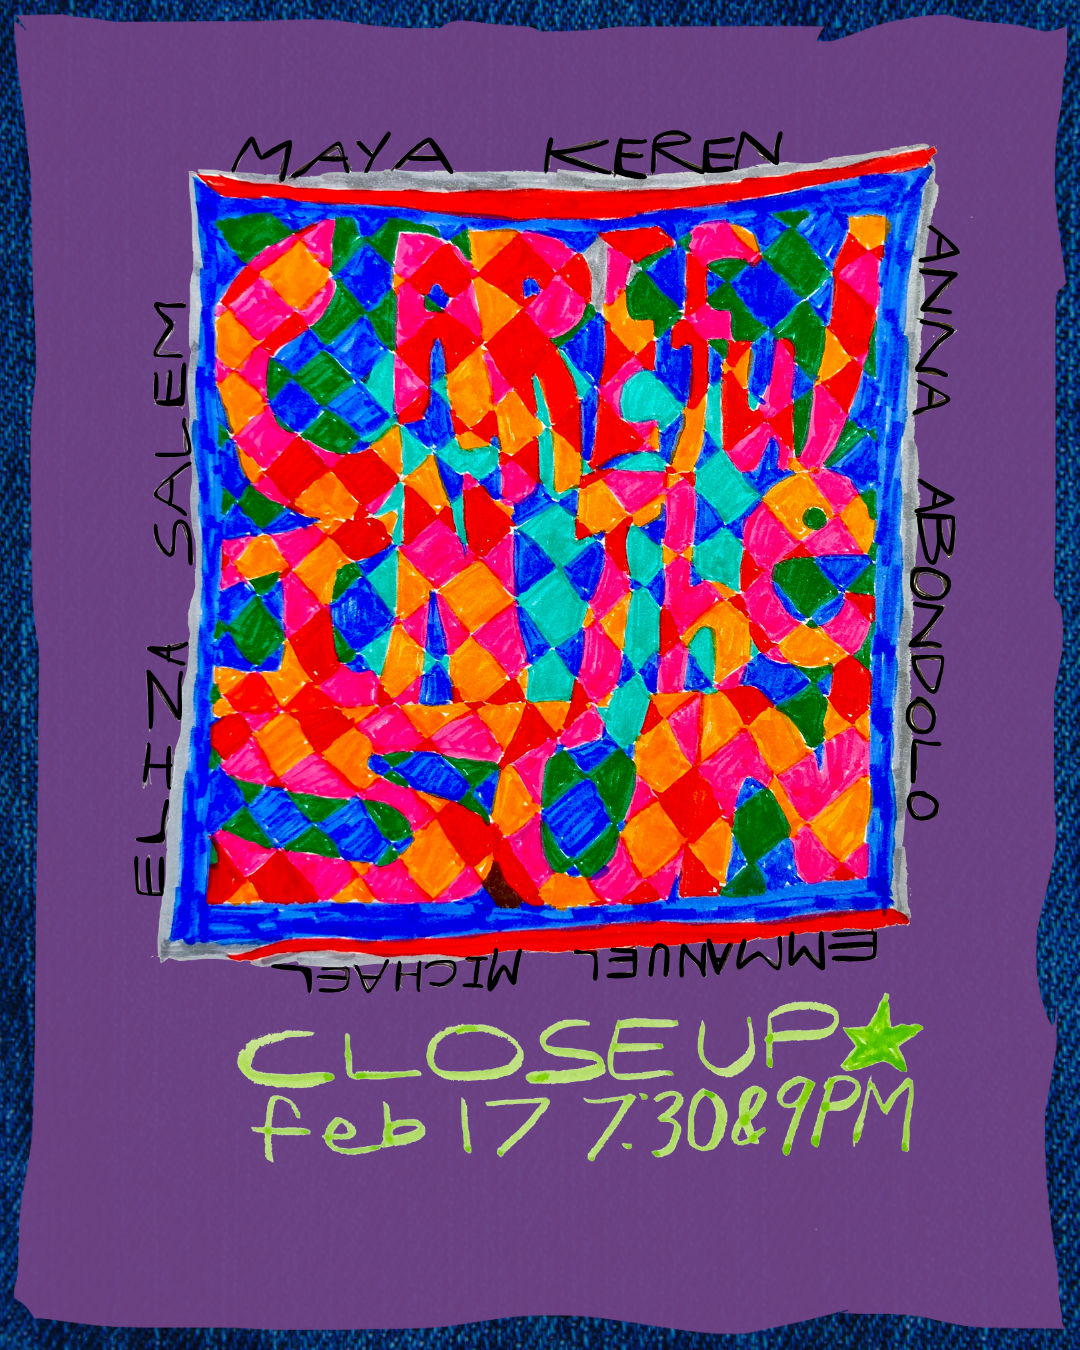 MAYA KEREN
ELIZA SALEM
CAREfUL
IN the
SUN
ANNA ABONDOLO
EMMANUEL MICHAEL
CLOSE UP
feb 17 7:30&9PM